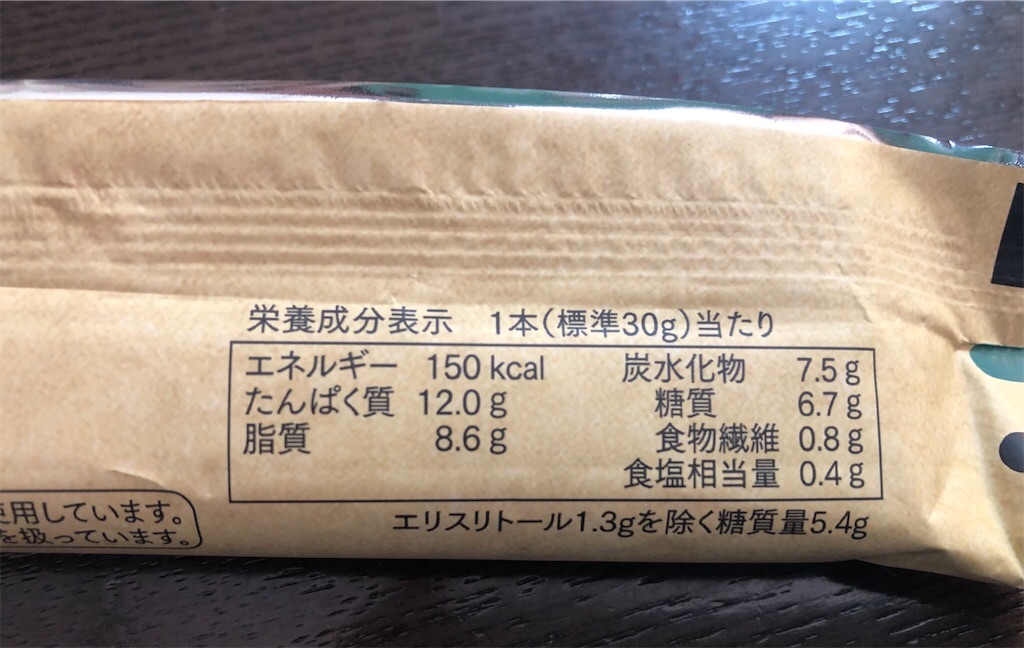 栄養成分表示 1本(標準30g)当たり
エネルギー 150 kcal 炭水化物 7.5 g
たんぱく質 12.0 g 糖質 6.7 g
脂質 8.6 g 食物繊維 0.8 g
食塩相当量 0.4 g
エリスリトール1.3gを除く糖質量5.4g
用しています。
を扱っています。